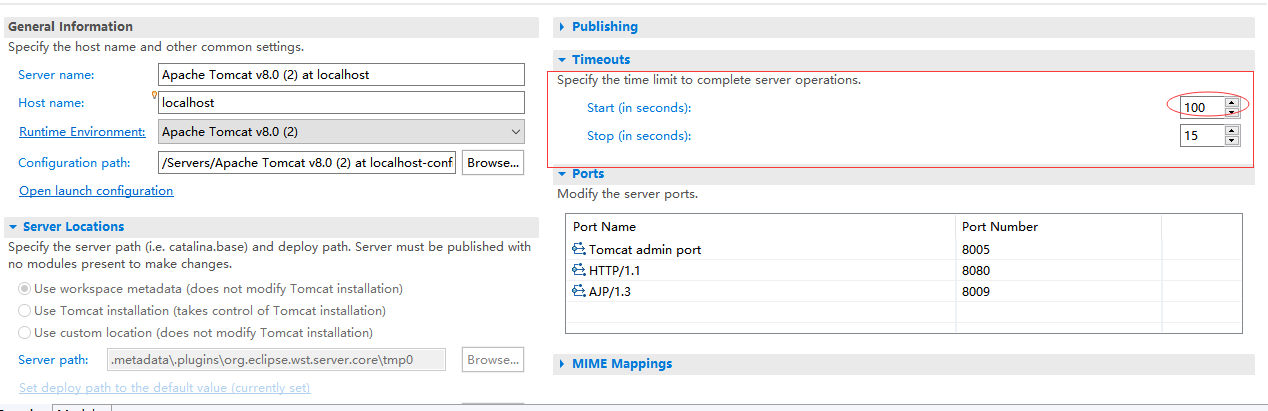 General Information
Specify the host name and other common settings.
Server name:
Apache Tomcat v8.0 (2) at localhost
Host name:
localhost
Runtime Environment:
Apache Tomcat v8.0 (2)
Configuration path:
/Servers/Apache Tomcat v8.0 (2) at localhost-conf
Browse...
Open launch configuration
Server Locations
Specify the server path (i.e. catalina.base) and deploy path. Server must be published with
no modules present to make changes.
Use workspace metadata (does not modify Tomcat installation)
Use Tomcat installation (takes control of Tomcat installation)
Use custom location (does not modify Tomcat installation)
Server path:
.metadata\.plugins\org.eclipse.wst.server.core\tmp0
Browse...
Set deploy path to the default value (currently set)
Publishing
Timeouts
Specify the time limit to complete server operations.
Start (in seconds):
100
Stop (in seconds):
15
Ports
Modify the server ports.
Port Name Port Number
Tomcat admin port 8005
HTTP/1.1 8080
AJP/1.3 8009
MIME Mappings